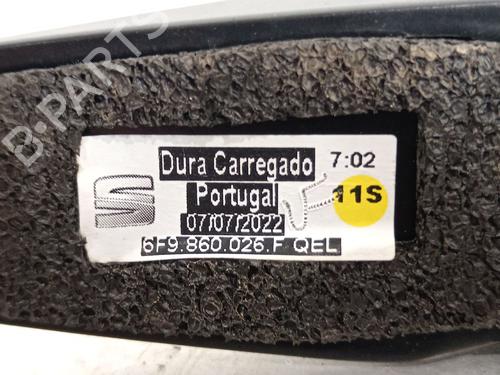 B-PARTS
Dura Carregado 7:02
Portugal 11S
07/07/2022
6F9.860.026.F QEL